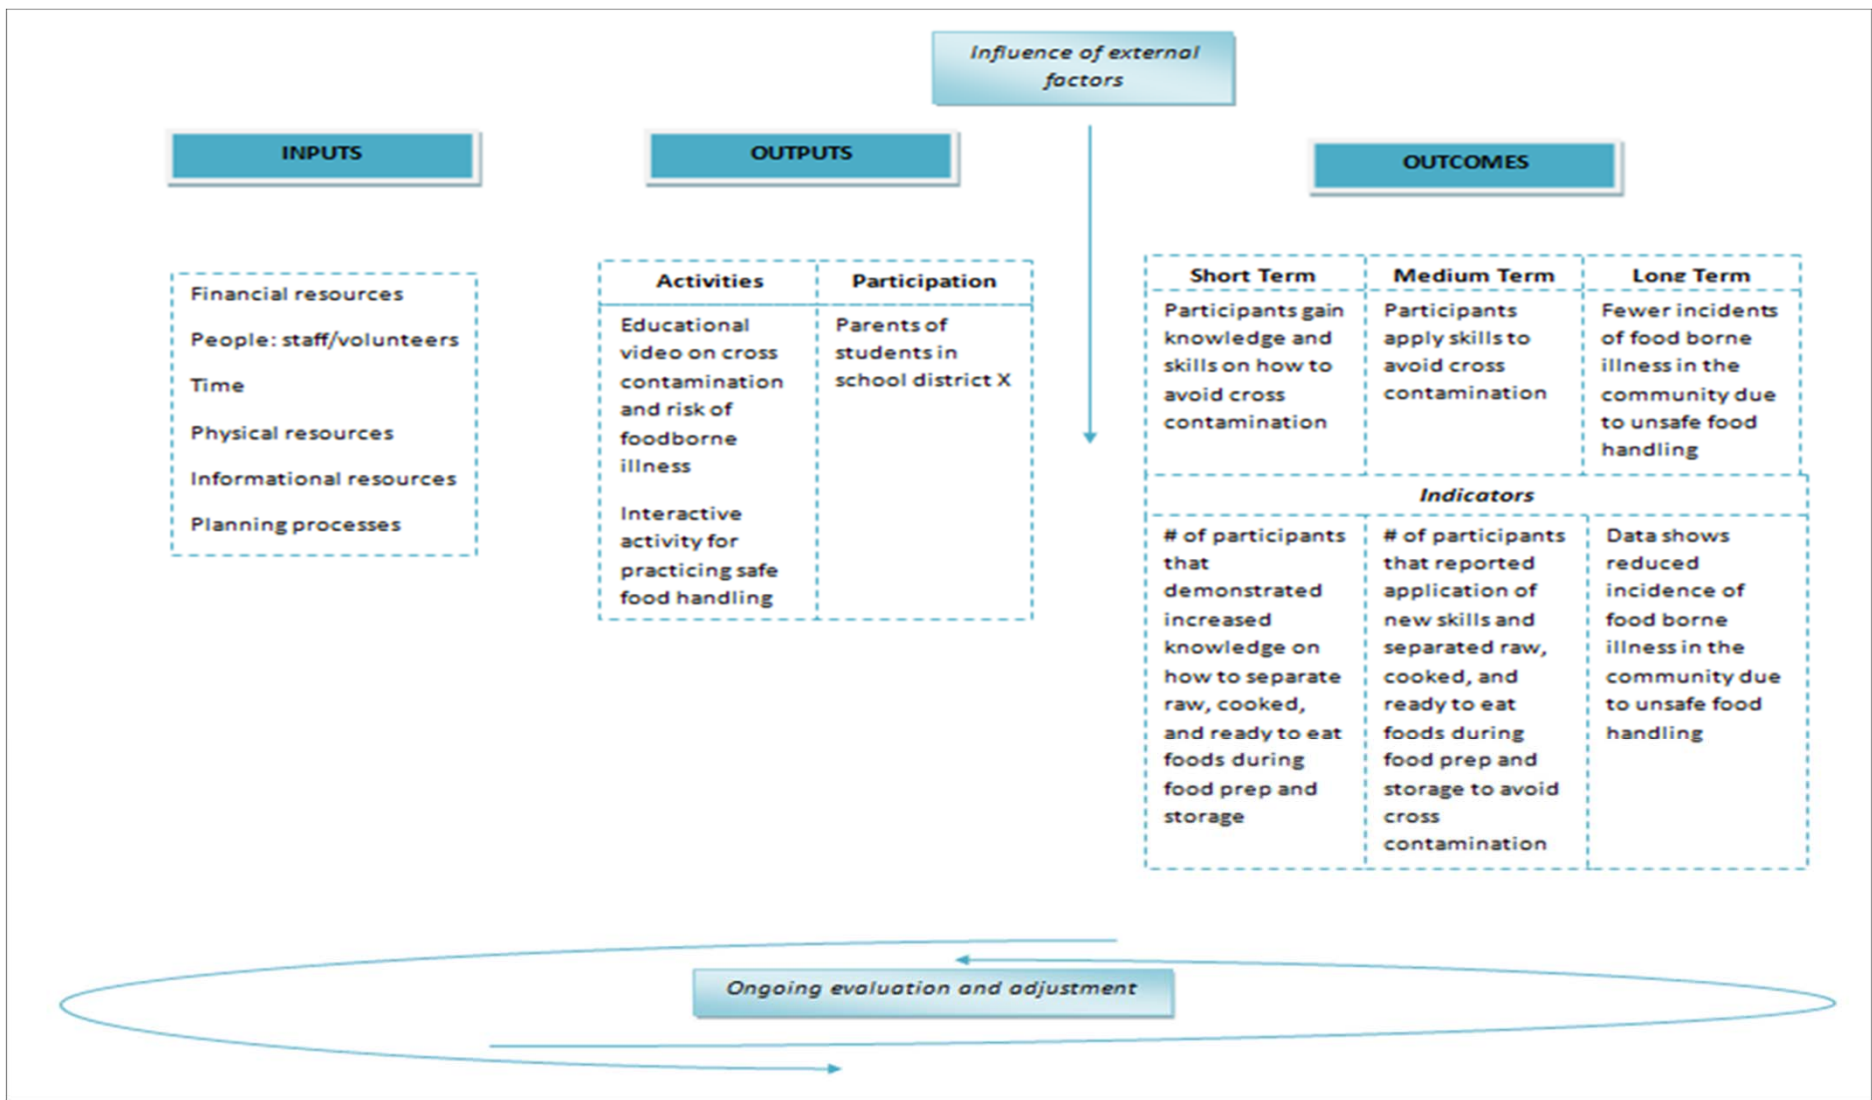 Influence of external
factors
INPUTS
OUTPUTS
OUTCOMES
Financial resources
People: staff/volunteers
Time
Physical resources
Informational resources
Planning processes
Activities
Educational
video on cross
contamination
and risk of
foodborne
illness
Interactive
activity for
practicing safe
food handling
Participation
Parents of
students in
school district X
Short Term
Participants gain
knowledge and
skills on how to
avoid cross
contamination
Medium Term
Participants
apply skills to
avoid cross
contamination
Long Term
Fewer incidents
of food borne
illness in the
community due
to unsafe food
handling
Indicators
# of participants
that
demonstrated
increased
knowledge on
how to separate
raw, cooked,
and ready to eat
foods during
food prep and
storage
# of participants
that reported
application of
new skills and
separated raw,
cooked, and
ready to eat
foods during
food prep and
storage to avoid
cross
contamination
Data shows
reduced
incidence of
food borne
illness in the
community due
to unsafe food
handling
Ongoing evaluation and adjustment